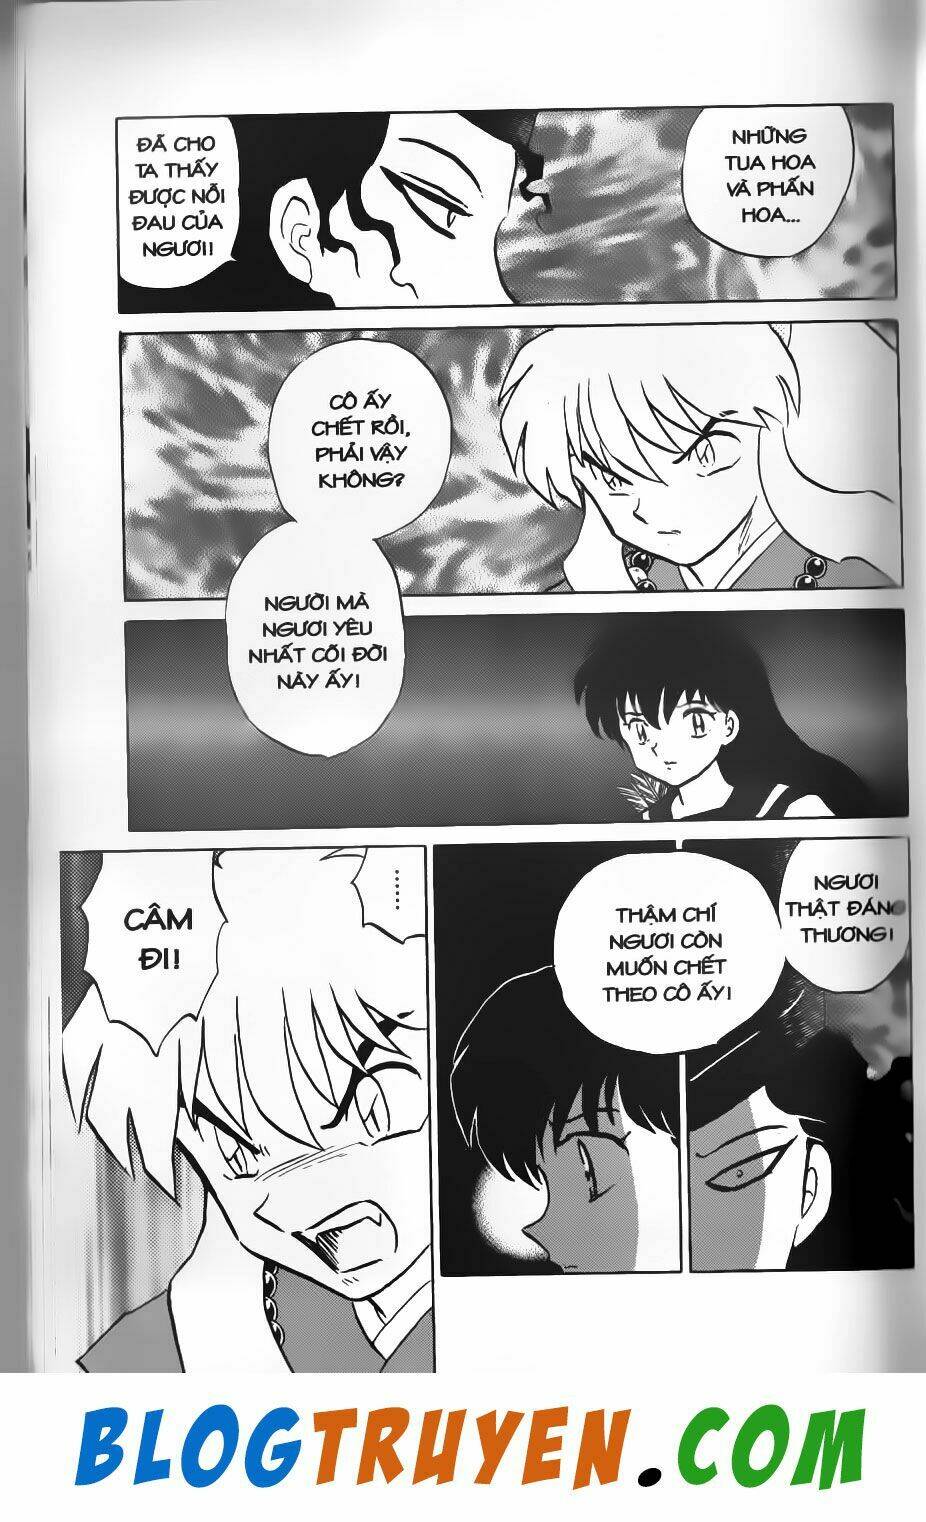 NHỮNG
TUA HOA
VÀ PHẤN
HOA...
ĐÃ CHO
TA THẤY
ĐƯỢC NỖI
ĐAU CỦA
NGƯƠI!
CÔ ẤY
CHẾT RỒI,
PHẢI VẬY
KHÔNG?
NGƯỜI MÀ
NGƯƠI YÊU
NHẤT CÕI ĐỜI
NÀY ẤY!
NGƯƠI
THẬT ĐÁNG
THƯƠNG!
THẬM CHÍ
NGƯƠI CÒN
MUỐN CHẾT
THEO CÔ ẤY!
......
CÂM
ĐI!
BLOGTRUYEN.COM